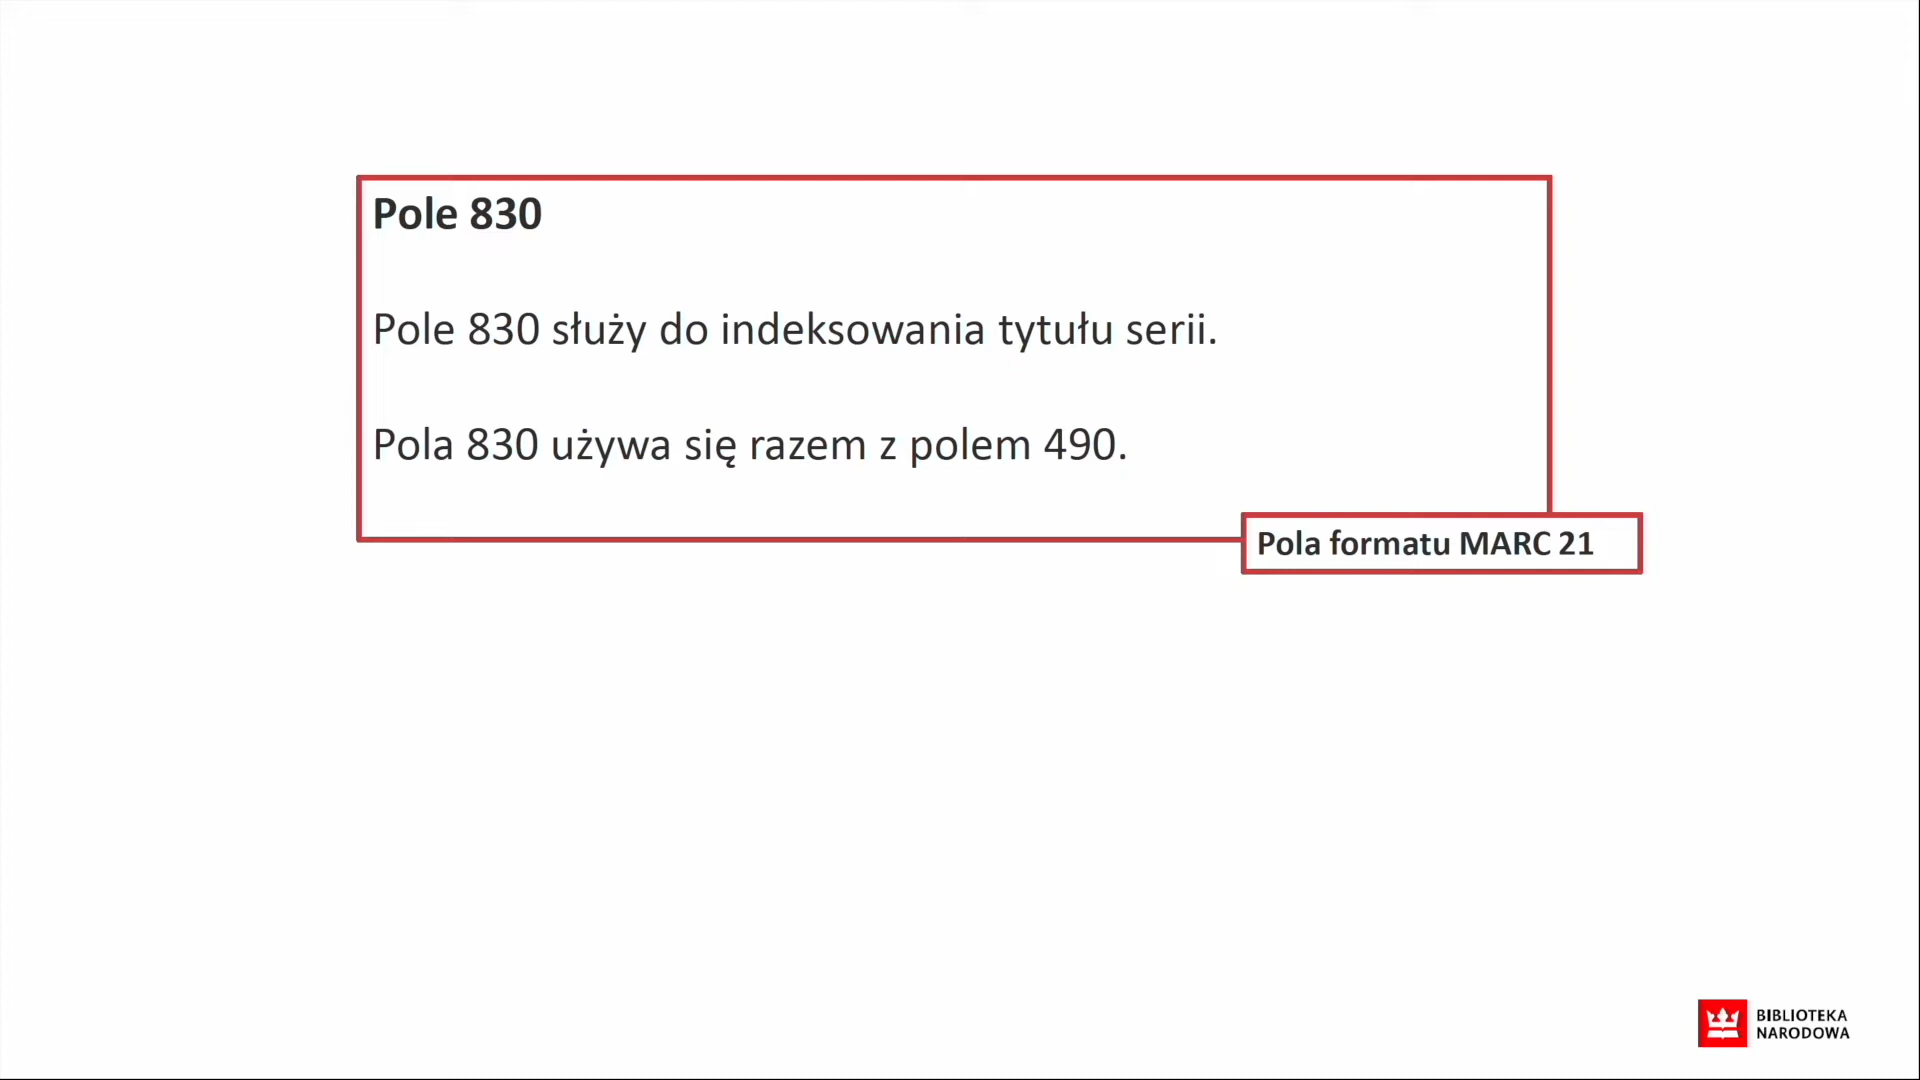 Pole 830
Pole 830 służy do indeksowania tytułu serii.
Pola 830 używa się razem z polem 490.
Pola formatu MARC 21
BIBLIOTEKA
NARODOWA